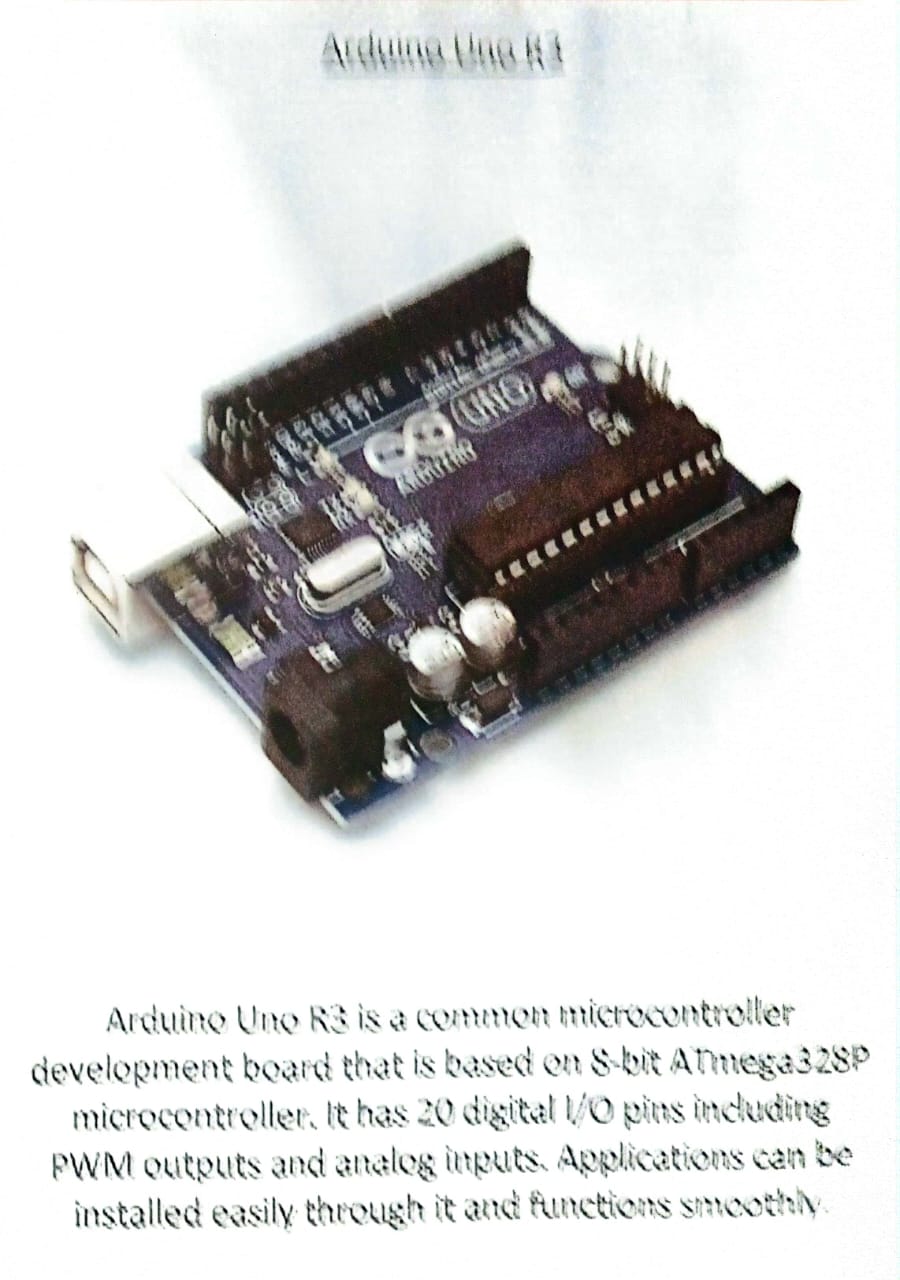 Arduino Uno R3
UNO
ARDUINO
Arduino Uno R3 is a common microcontroller
development board that is based on 8-bit ATmega328P
microcontroller. It has 20 digital I/O pins including
PWM outputs and analog inputs. Applications can be
installed easily through it and functions smoothly.